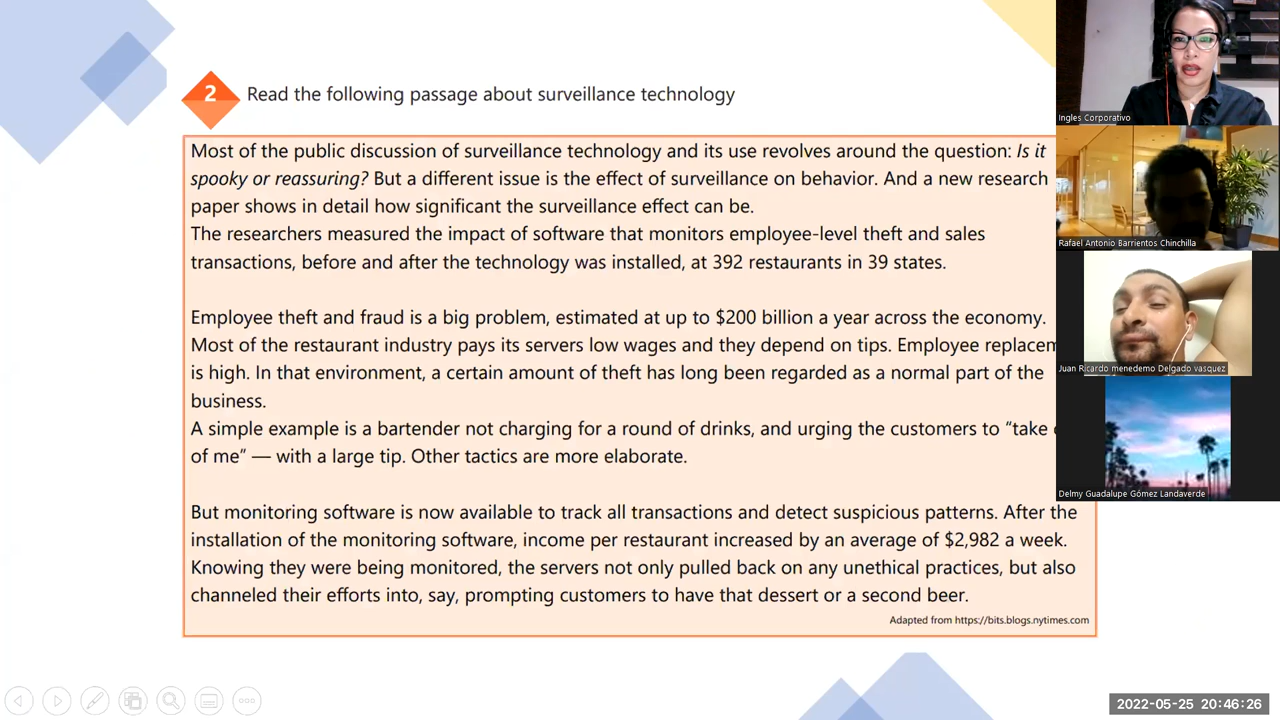 2
Read the following passage about surveillance technology
Most of the public discussion of surveillance technology and its use revolves around the question: Is it
spooky or reassuring? But a different issue is the effect of surveillance on behavior. And a new research
paper shows in detail how significant the surveillance effect can be.
The researchers measured the impact of software that monitors employee-level theft and sales
transactions, before and after the technology was installed, at 392 restaurants in 39 states.
Employee theft and fraud is a big problem, estimated at up to $200 billion a year across the economy.
Most of the restaurant industry pays its servers low wages and they depend on tips. Employee replacem
is high. In that environment, a certain amount of theft has long been regarded as a normal part of the
business.
A simple example is a bartender not charging for a round of drinks, and urging the customers to “take
of me” — with a large tip. Other tactics are more elaborate.
But monitoring software is now available to track all transactions and detect suspicious patterns. After the
installation of the monitoring software, income per restaurant increased by an average of $2,982 a week.
Knowing they were being monitored, the servers not only pulled back on any unethical practices, but also
channeled their efforts into, say, prompting customers to have that dessert or a second beer.
Adapted from https://bits.blogs.nytimes.com
Ingles Corporativo
Rafael Antonio Barrientos Chinchilla
Juan Ricardo menedemo Delgado vasquez
Delmy Guadalupe Gómez Landaverde
2022-05-25 20:46:26